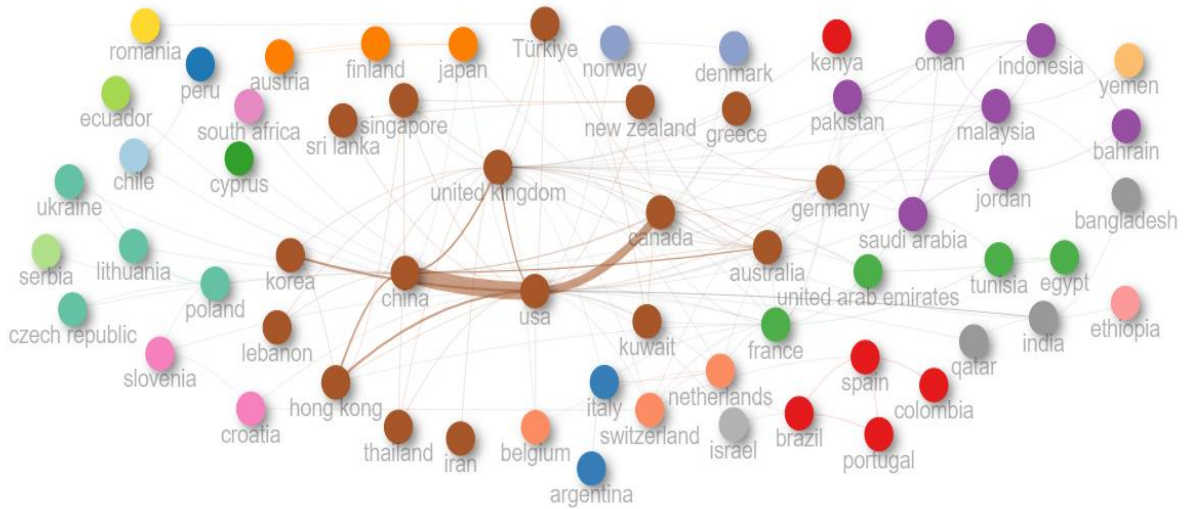 romania
Türkiye
norway
denmark
kenya
oman
indonesia
yemen
peru
austria
finland
japan
ecuador
south africa
sri lanka
singapore
new zealand
greece
pakistan
malaysia
bahrain
chile
cyprus
united kingdom
germany
jordan
bangladesh
ukraine
canada
saudi arabia
serbia
lithuania
korea
china
usa
australia
united arab emirates
tunisia
egypt
czech republic
poland
lebanon
kuwait
france
qatar
india
ethiopia
slovenia
hong kong
italy
netherlands
spain
colombia
croatia
thailand
iran
belgium
switzerland
israel
brazil
portugal
argentina